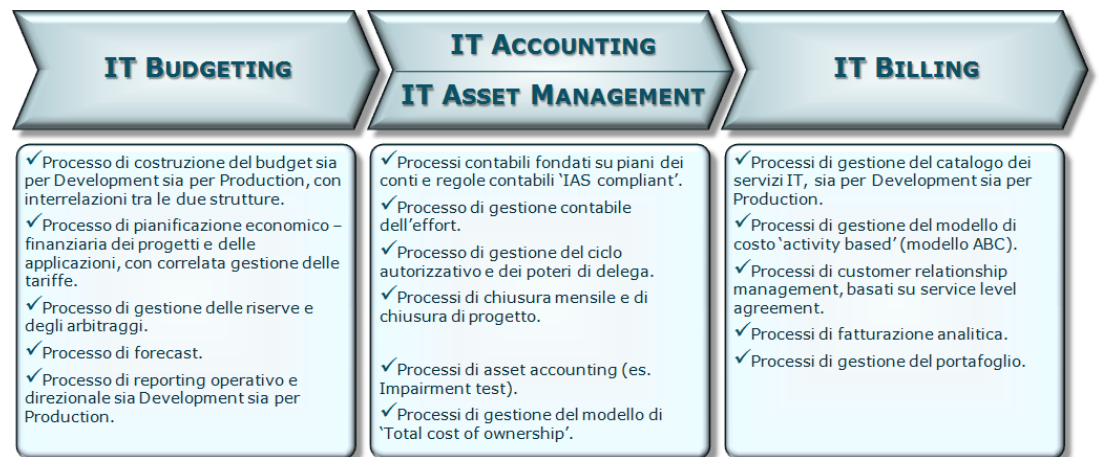 IT BUDGETING
IT ACCOUNTING
IT ASSET MANAGEMENT
IT BILLING
✓Processo di costruzione del budget sia
per Development sia per Production, con
interrelazioni tra le due strutture.
✓Processo di pianificazione economico –
finanziaria dei progetti e delle
applicazioni, con correlata gestione delle
tariffe.
✓Processo di gestione delle riserve e
degli arbitraggi.
✓Processo di forecast.
✓Processo di reporting operativo e
direzionale sia Development sia per
Production.
✓Processi contabili fondati su piani dei
conti e regole contabili ‘IAS compliant’.
✓Processo di gestione contabile
dell’effort.
✓Processo di gestione del ciclo
autorizzativo e dei poteri di delega.
✓Processi di chiusura mensile e di
chiusura di progetto.
✓Processi di asset accounting (es.
Impairment test).
✓Processi di gestione del modello di
‘Total cost of ownership’.
✓Processi di gestione del catalogo dei
servizi IT, sia per Development sia per
Production.
✓Processi di gestione del modello di
costo ‘activity based’ (modello ABC).
✓Processi di customer relationship
management, basati su service level
agreement.
✓Processi di fatturazione analitica.
✓Processi di gestione del portafoglio.